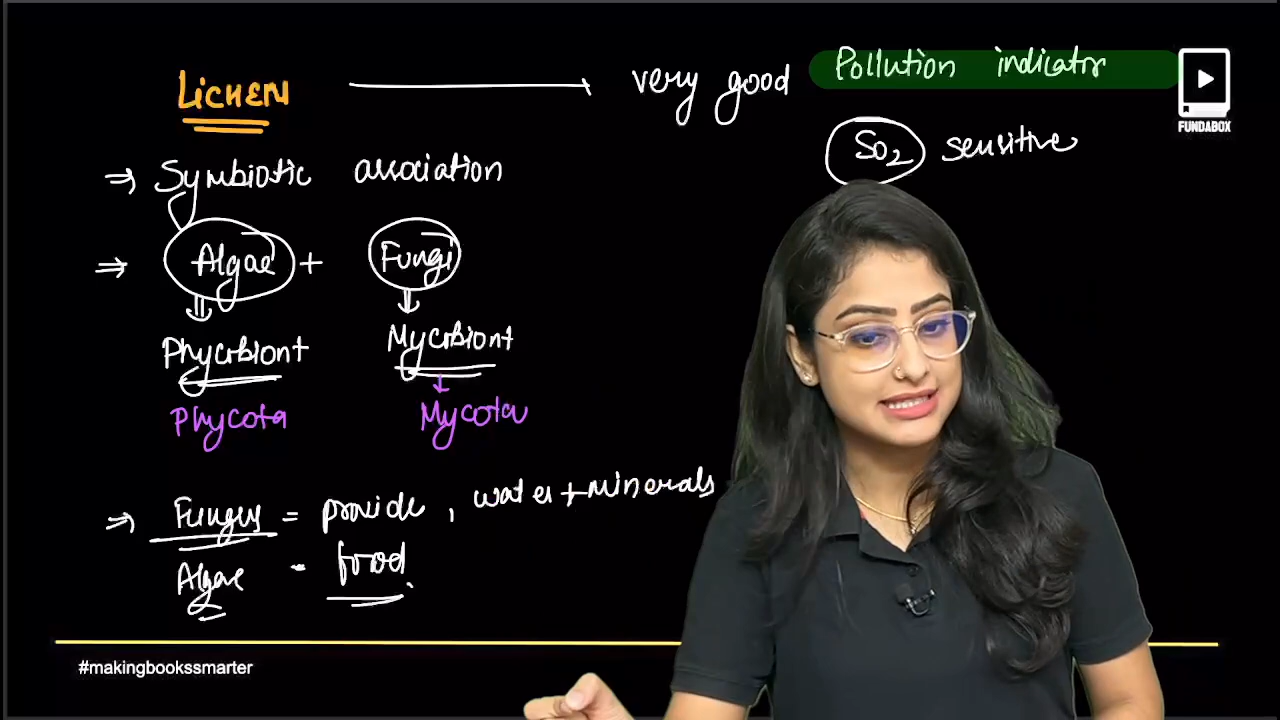 LICHEN ⟶ very good Pollution indicator
FUNDABOX
SO2 sensitive
⇒ Symbiotic association
⇒ Algae + Fungi
Phycobiont Mycobiont
Phycota Mycota
⇒ Fungus = provide , water + minerals
Algae - food.
#makingbookssmarter